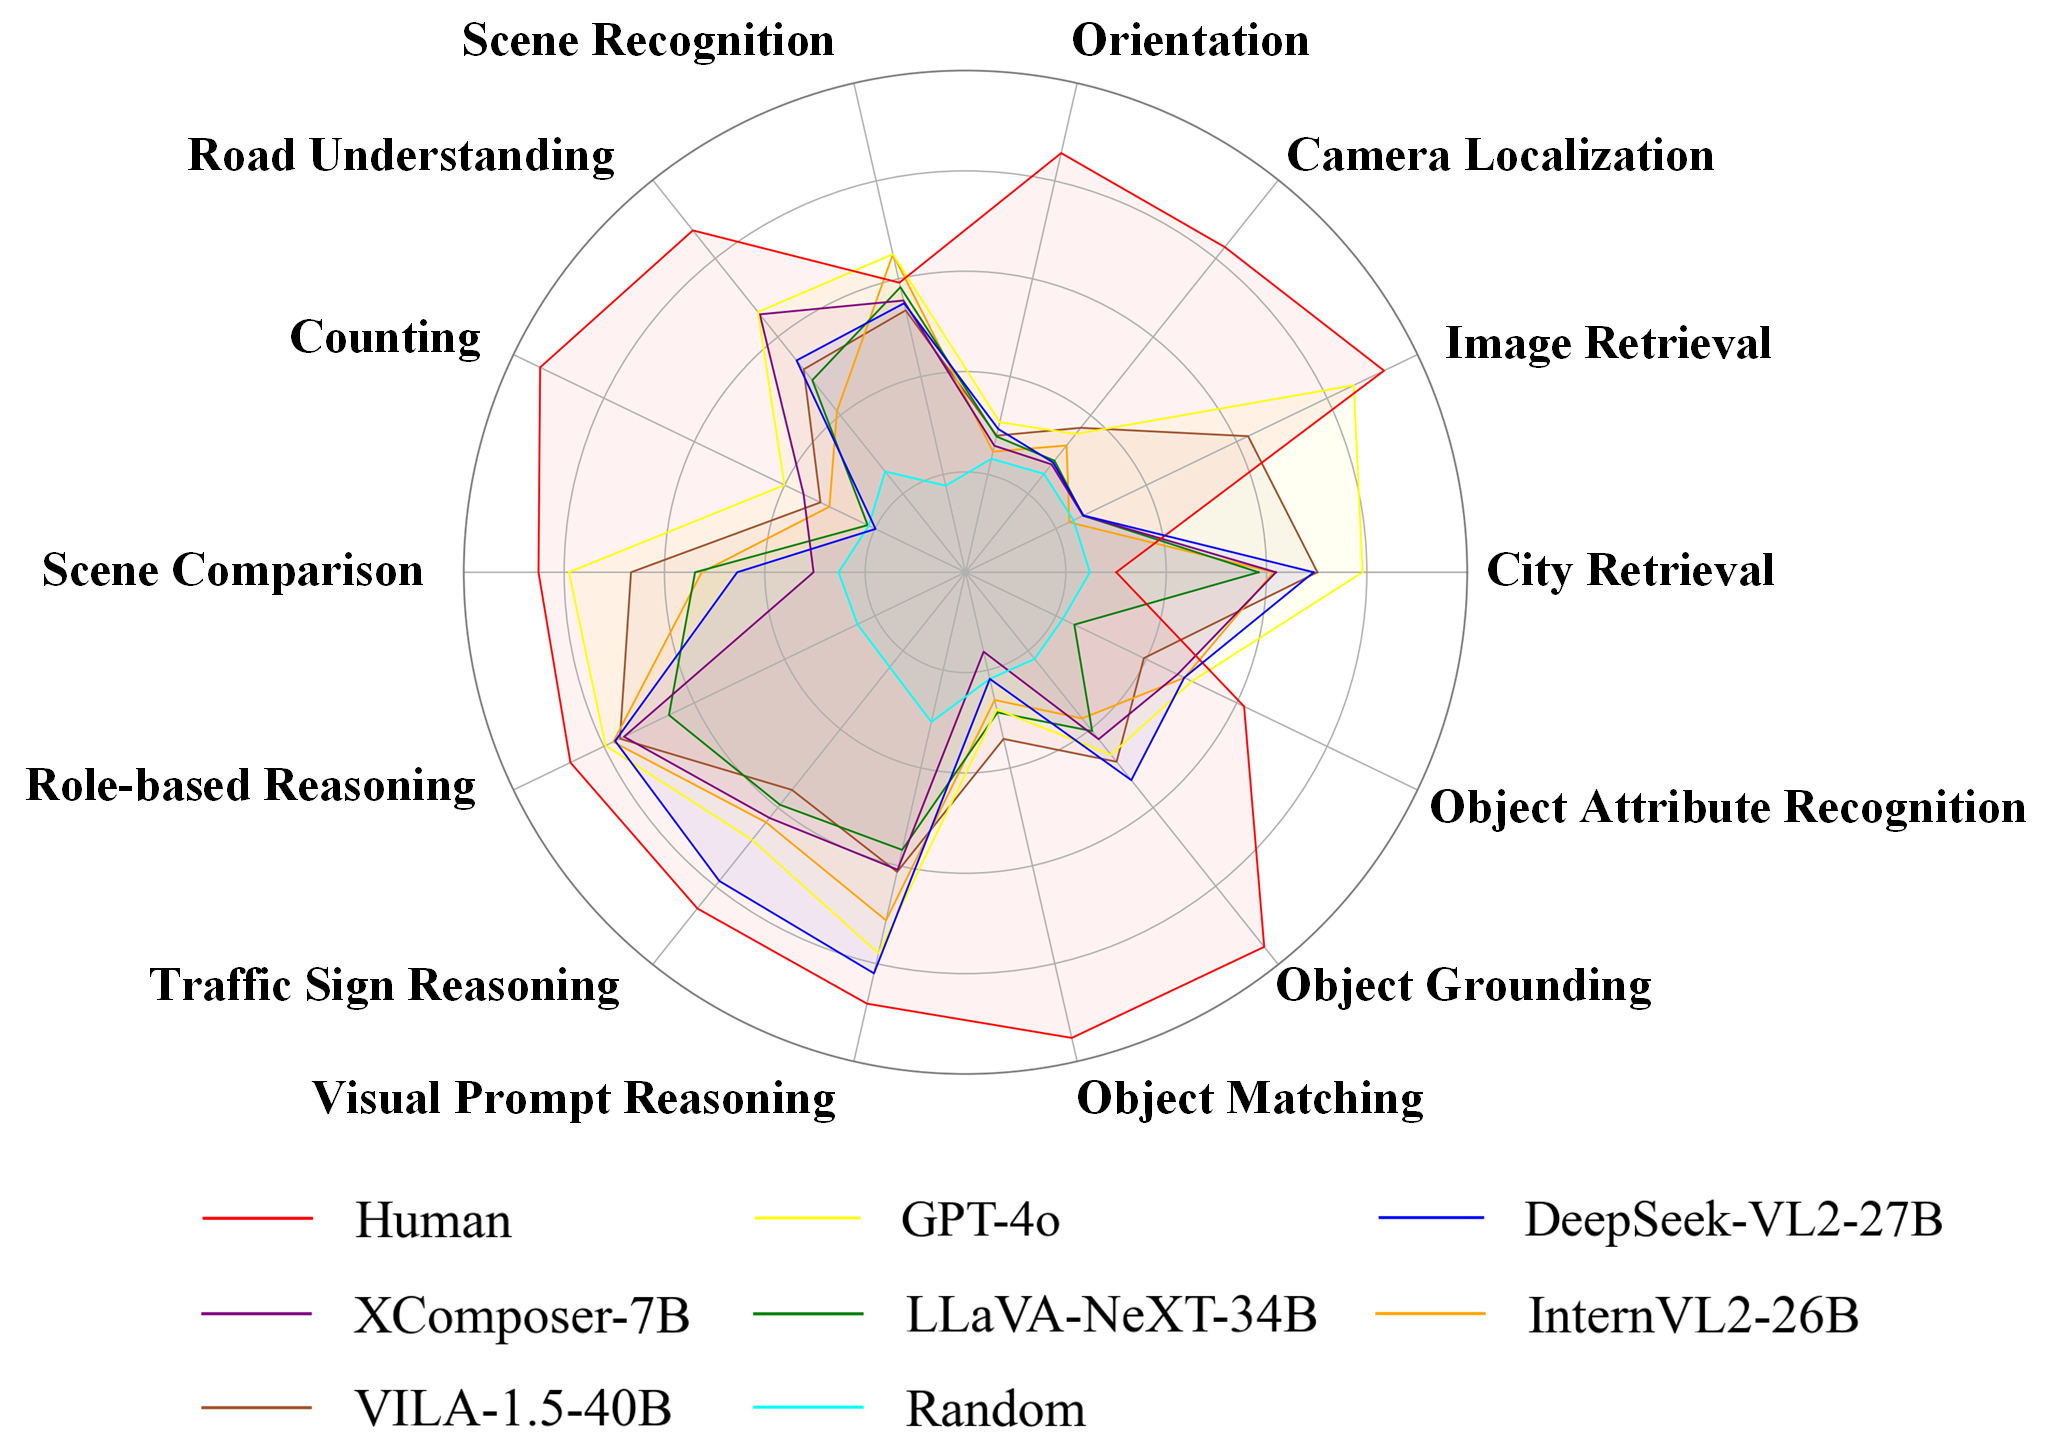 Scene Recognition
Orientation
Road Understanding
Camera Localization
Counting
Image Retrieval
Scene Comparison
City Retrieval
Role-based Reasoning
Object Attribute Recognition
Traffic Sign Reasoning
Object Grounding
Visual Prompt Reasoning
Object Matching
Human
GPT-4o
DeepSeek-VL2-27B
XComposer-7B
LLaVA-NeXT-34B
InternVL2-26B
VILA-1.5-40B
Random